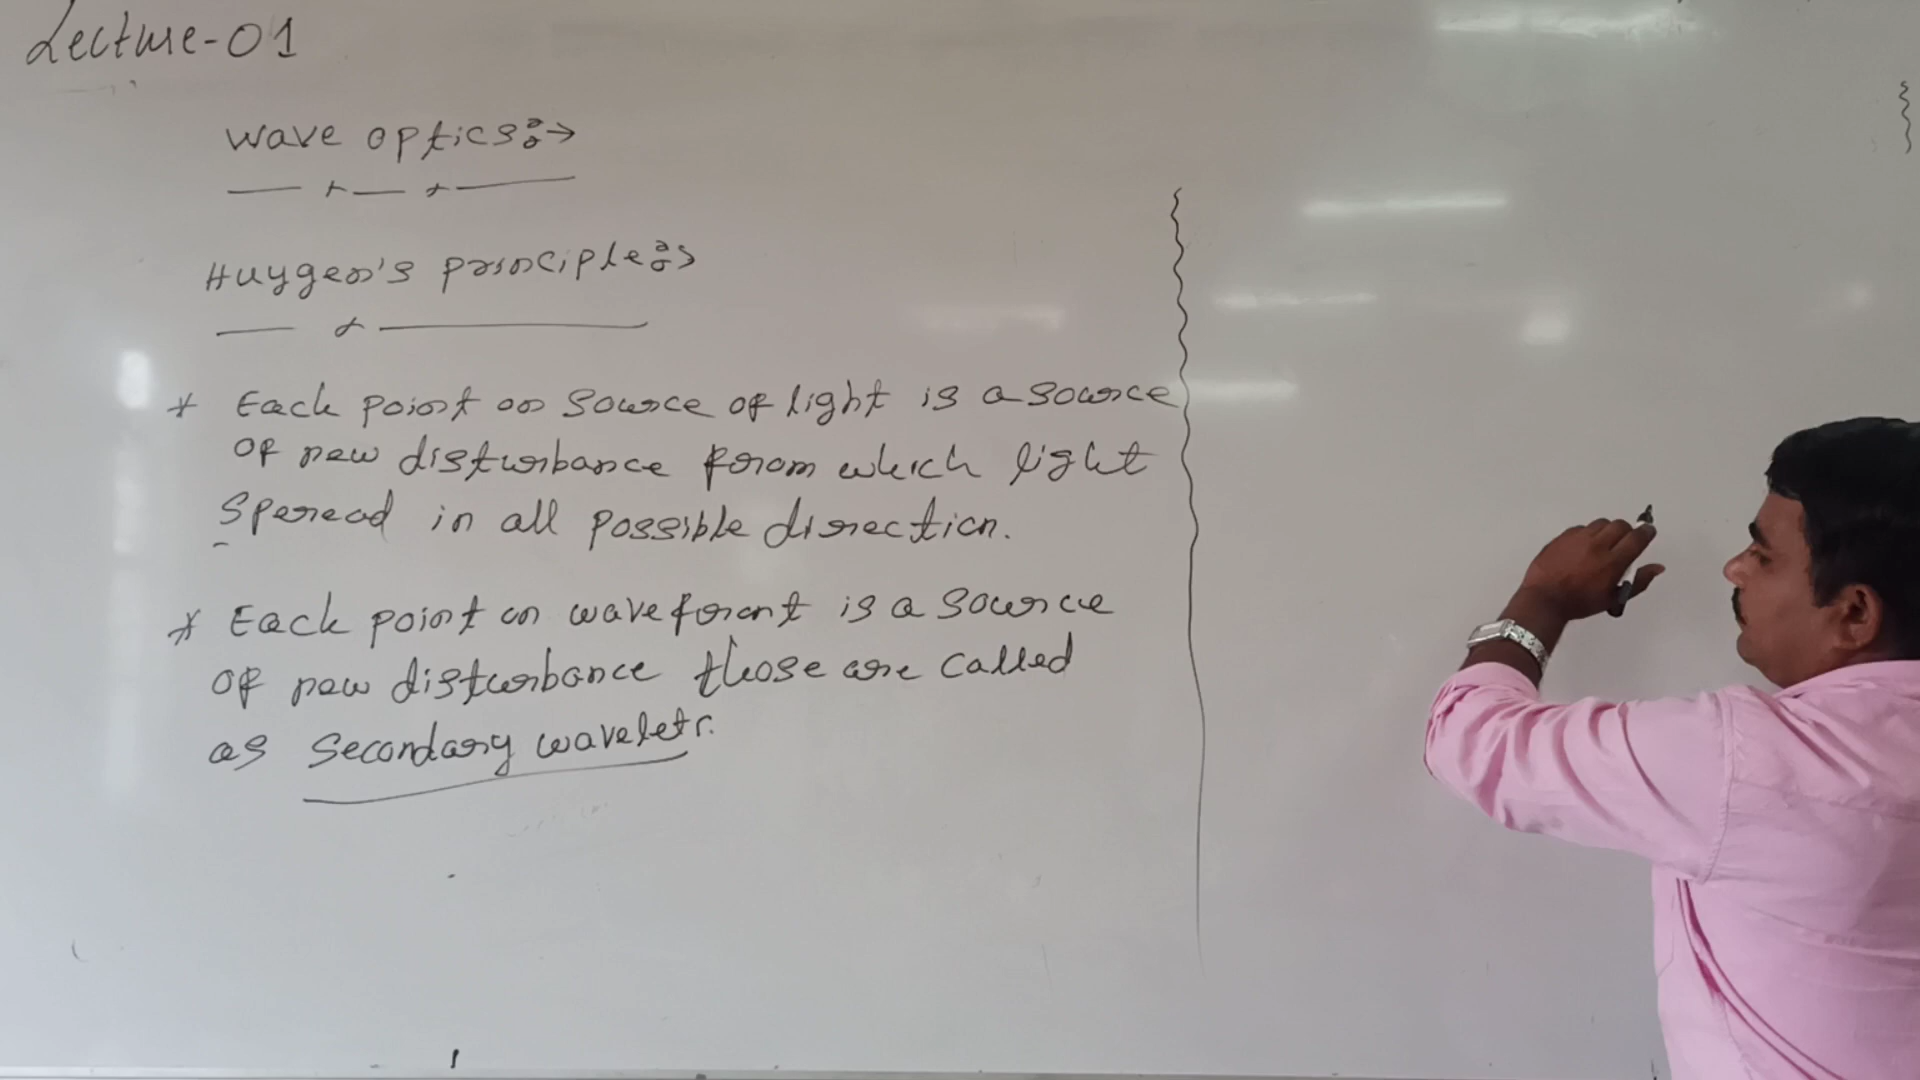 Lecture-01
wave optics:→
Huygen's principle:→
* Each point on source of light is a source
of new disturbance from which light
spread in all possible direction.
* Each point on wavefront is a source
of new disturbance those are called
as secondary wavelets.